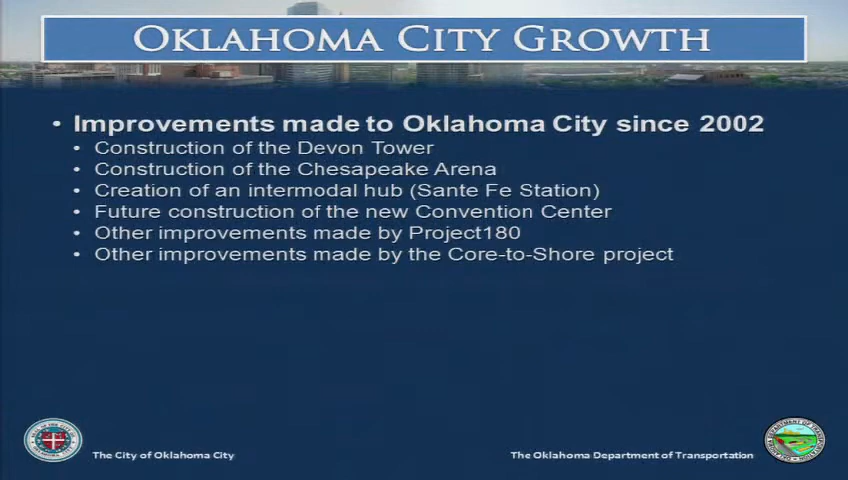 OKLAHOMA CITY GROWTH
• Improvements made to Oklahoma City since 2002
• Construction of the Devon Tower
• Construction of the Chesapeake Arena
• Creation of an intermodal hub (Sante Fe Station)
• Future construction of the new Convention Center
• Other improvements made by Project180
• Other improvements made by the Core-to-Shore project
The City of Oklahoma City
The Oklahoma Department of Transportation